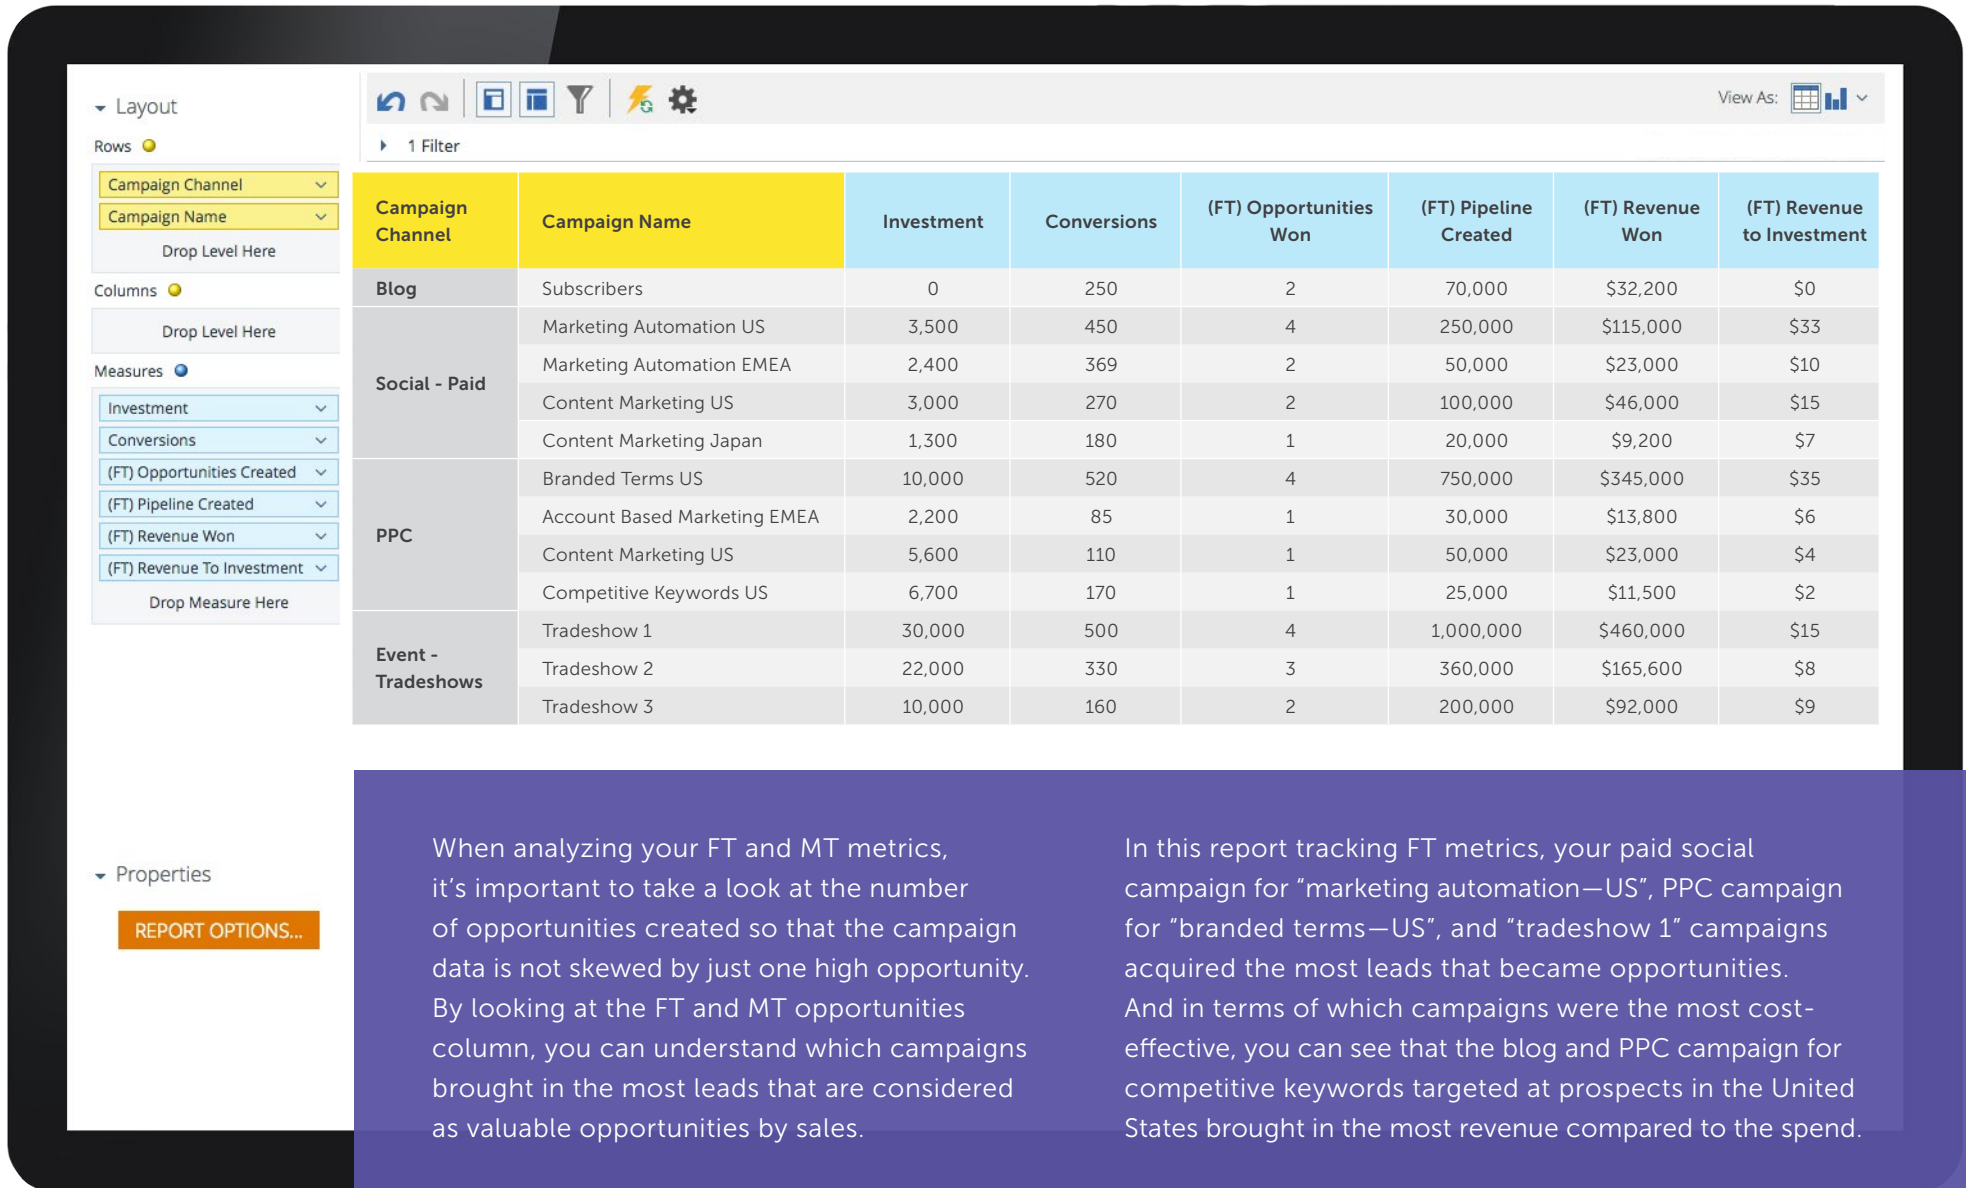 Layout
Rows
Campaign Channel
Campaign Name
Drop Level Here
Columns
Drop Level Here
Measures
Investment
Conversions
(FT) Opportunities Created
(FT) Pipeline Created
(FT) Revenue Won
(FT) Revenue To Investment
Drop Measure Here
Properties
REPORT OPTIONS...
View As:
1 Filter
Campaign Channel Campaign Name Investment Conversions (FT) Opportunities Won (FT) Pipeline Created (FT) Revenue Won (FT) Revenue to Investment
Blog Subscribers 0 250 2 70,000 $32,200 $0
Social - Paid
Marketing Automation US 3,500 450 4 250,000 $115,000 $33
Marketing Automation EMEA 2,400 369 2 50,000 $23,000 $10
Content Marketing US 3,000 270 2 100,000 $46,000 $15
Content Marketing Japan 1,300 180 1 20,000 $9,200 $7
PPC
Branded Terms US 10,000 520 4 750,000 $345,000 $35
Account Based Marketing EMEA 2,200 85 1 30,000 $13,800 $6
Content Marketing US 5,600 110 1 50,000 $23,000 $4
Competitive Keywords US 6,700 170 1 25,000 $11,500 $2
Event - Tradeshows
Tradeshow 1 30,000 500 4 1,000,000 $460,000 $15
Tradeshow 2 22,000 330 3 360,000 $165,600 $8
Tradeshow 3 10,000 160 2 200,000 $92,000 $9
When analyzing your FT and MT metrics,
it's important to take a look at the number
of opportunities created so that the campaign
data is not skewed by just one high opportunity.
By looking at the FT and MT opportunities
column, you can understand which campaigns
brought in the most leads that are considered
as valuable opportunities by sales.
In this report tracking FT metrics, your paid social
campaign for “marketing automation—US”, PPC campaign
for “branded terms—US”, and “tradeshow 1” campaigns
acquired the most leads that became opportunities.
And in terms of which campaigns were the most cost-
effective, you can see that the blog and PPC campaign for
competitive keywords targeted at prospects in the United
States brought in the most revenue compared to the spend.